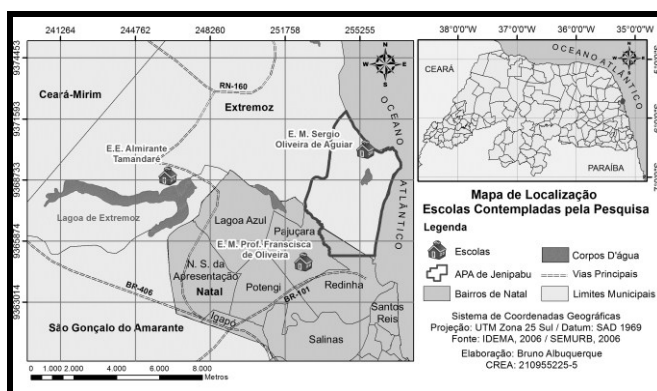 241264 244762 248260 251758 255255
38°0'0"W 37°0'0"W 36°0'0"W 35°0'0"W
9374453
9371593
9368733
9365874
9363014
Ceará-Mirim
RN-160
Extremoz
E.E. Almirante
Tamandaré
E. M. Sergio
Oliveira de Aguiar
OCEANO
ATLÂNTICO
Lagoa de Extremoz
Lagoa Azul
Pajuçara
E. M. Prof. Franscisca
de Oliveira
N. S. da
Apresentação
Natal
Potengi
BR-101
Redinha
BR-406
Igapó
Santos
Reis
São Gonçalo do Amarante
Salinas
0 1.000 2.000 4.000 6.000 8.000
Metros
N
W E
S
CEARÁ
OCEANO ATLÂNTICO
PARAÍBA
N
W E
S
Mapa de Localização
Escolas Contempladas pela Pesquisa
Legenda
Escolas
Corpos D'água
APA de Jenipabu
Vias Principais
Bairros de Natal
Limites Municipais
Sistema de Coordenadas Geográficas
Projeção: UTM Zona 25 Sul / Datum: SAD 1969
Fonte: IDEMA, 2006 / SEMURB, 2006
Elaboração: Bruno Albuquerque
CREA: 210955225-5